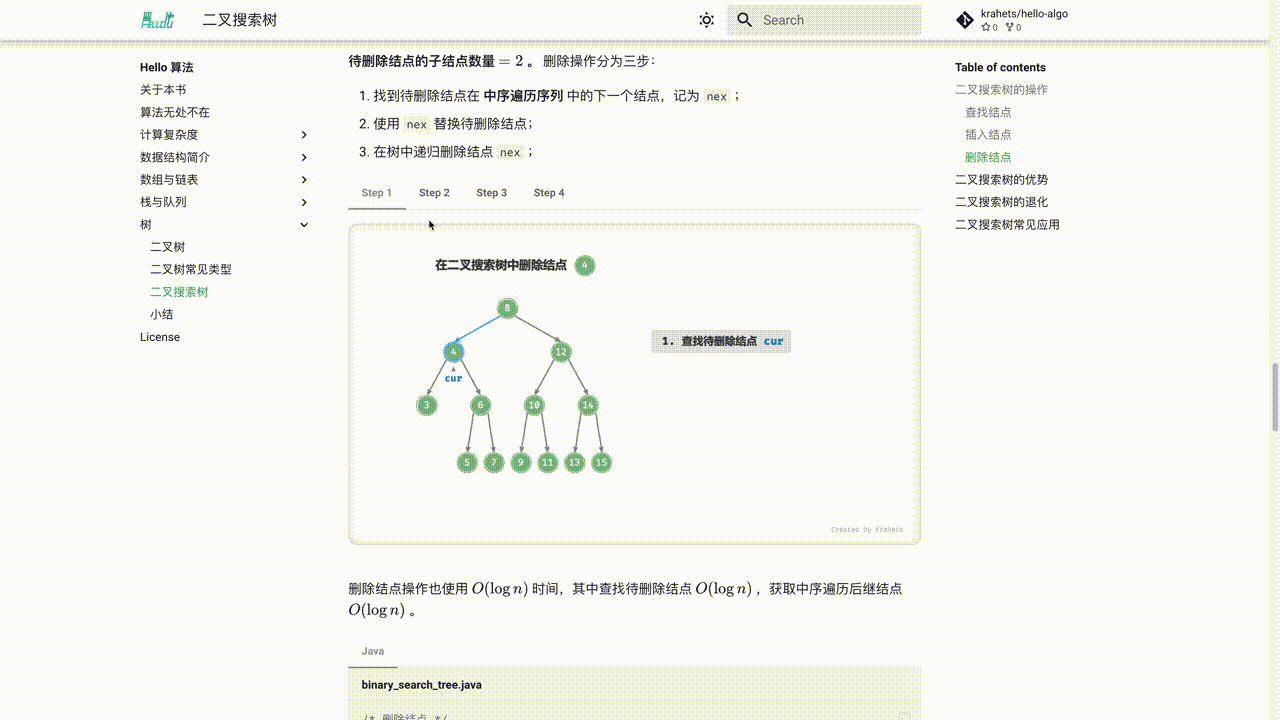 二叉搜索树
Search
krahets/hello-algo
0 0
Hello 算法
关于本书
算法无处不在
计算复杂度
数据结构简介
数组与链表
栈与队列
树
二叉树
二叉树常见类型
二叉搜索树
小结
License
待删除结点的子结点数量 = 2 。 删除操作分为三步：
1. 找到待删除结点在 中序遍历序列 中的下一个结点，记为 nex ；
2. 使用 nex 替换待删除结点；
3. 在树中递归删除结点 nex ；
Step 1 Step 2 Step 3 Step 4
在二叉搜索树中删除结点 4
8
1. 查找待删除结点 cur
4 12
cur
3 6 10 14
5 7 9 11 13 15
Created by Krahets
删除结点操作也使用 O(log n) 时间，其中查找待删除结点 O(log n) ，获取中序遍历后继结点
O(log n) 。
Java
binary_search_tree.java
/* 删除结点 */
Table of contents
二叉搜索树的操作
查找结点
插入结点
删除结点
二叉搜索树的优势
二叉搜索树的退化
二叉搜索树常见应用